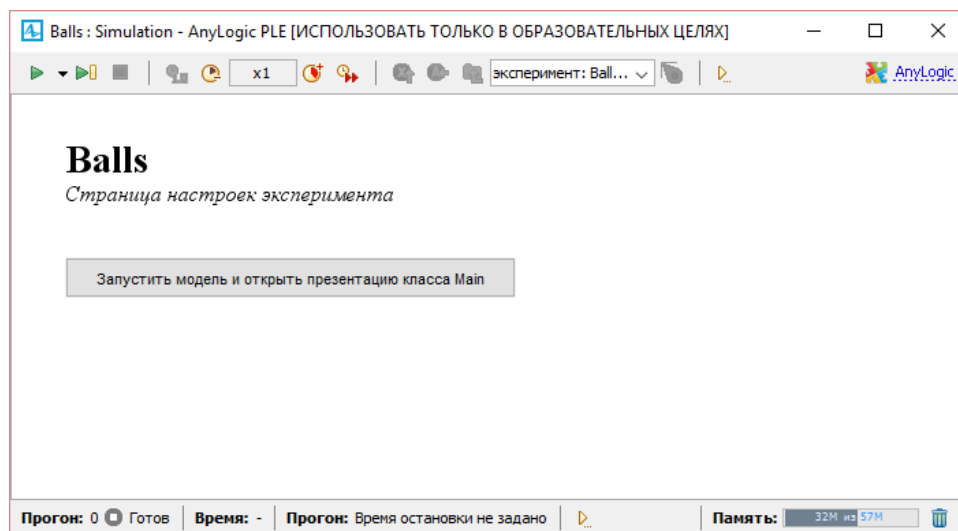 Balls : Simulation - AnyLogic PLE [ИСПОЛЬЗОВАТЬ ТОЛЬКО В ОБРАЗОВАТЕЛЬНЫХ ЦЕЛЯХ]
x1 эксперимент: Ball... AnyLogic
Balls
Страница настроек эксперимента
Запустить модель и открыть презентацию класса Main
Прогон: 0 Готов Время: - Прогон: Время остановки не задано Память: 32M из 57M